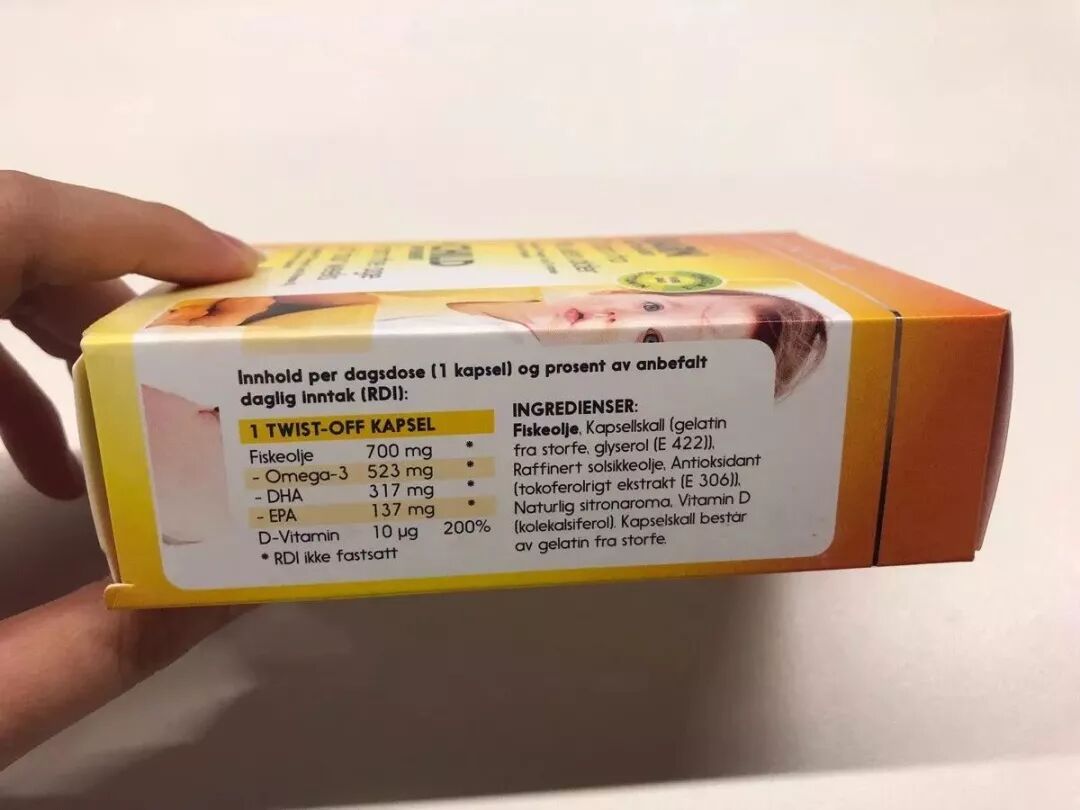 CHILD
Innhold per dagsdose (1 kapsel) og prosent av anbefalt
daglig inntak (RDI):
1 TWIST-OFF KAPSEL
Fiskeolje 700 mg *
- Omega-3 523 mg *
- DHA 317 mg *
- EPA 137 mg *
D-Vitamin 10 µg 200%
* RDI ikke fastsatt
INGREDIENSER:
Fiskeolje, Kapsellskall (gelatin
fra storfe, glyserol (E 422)),
Raffinert solsikkeolje, Antioksidant
(tokoferolrigt ekstrakt (E 306)),
Naturlig sitronaroma, Vitamin D
(kolekalsiferol). Kapselskall består
av gelatin fra storfe.